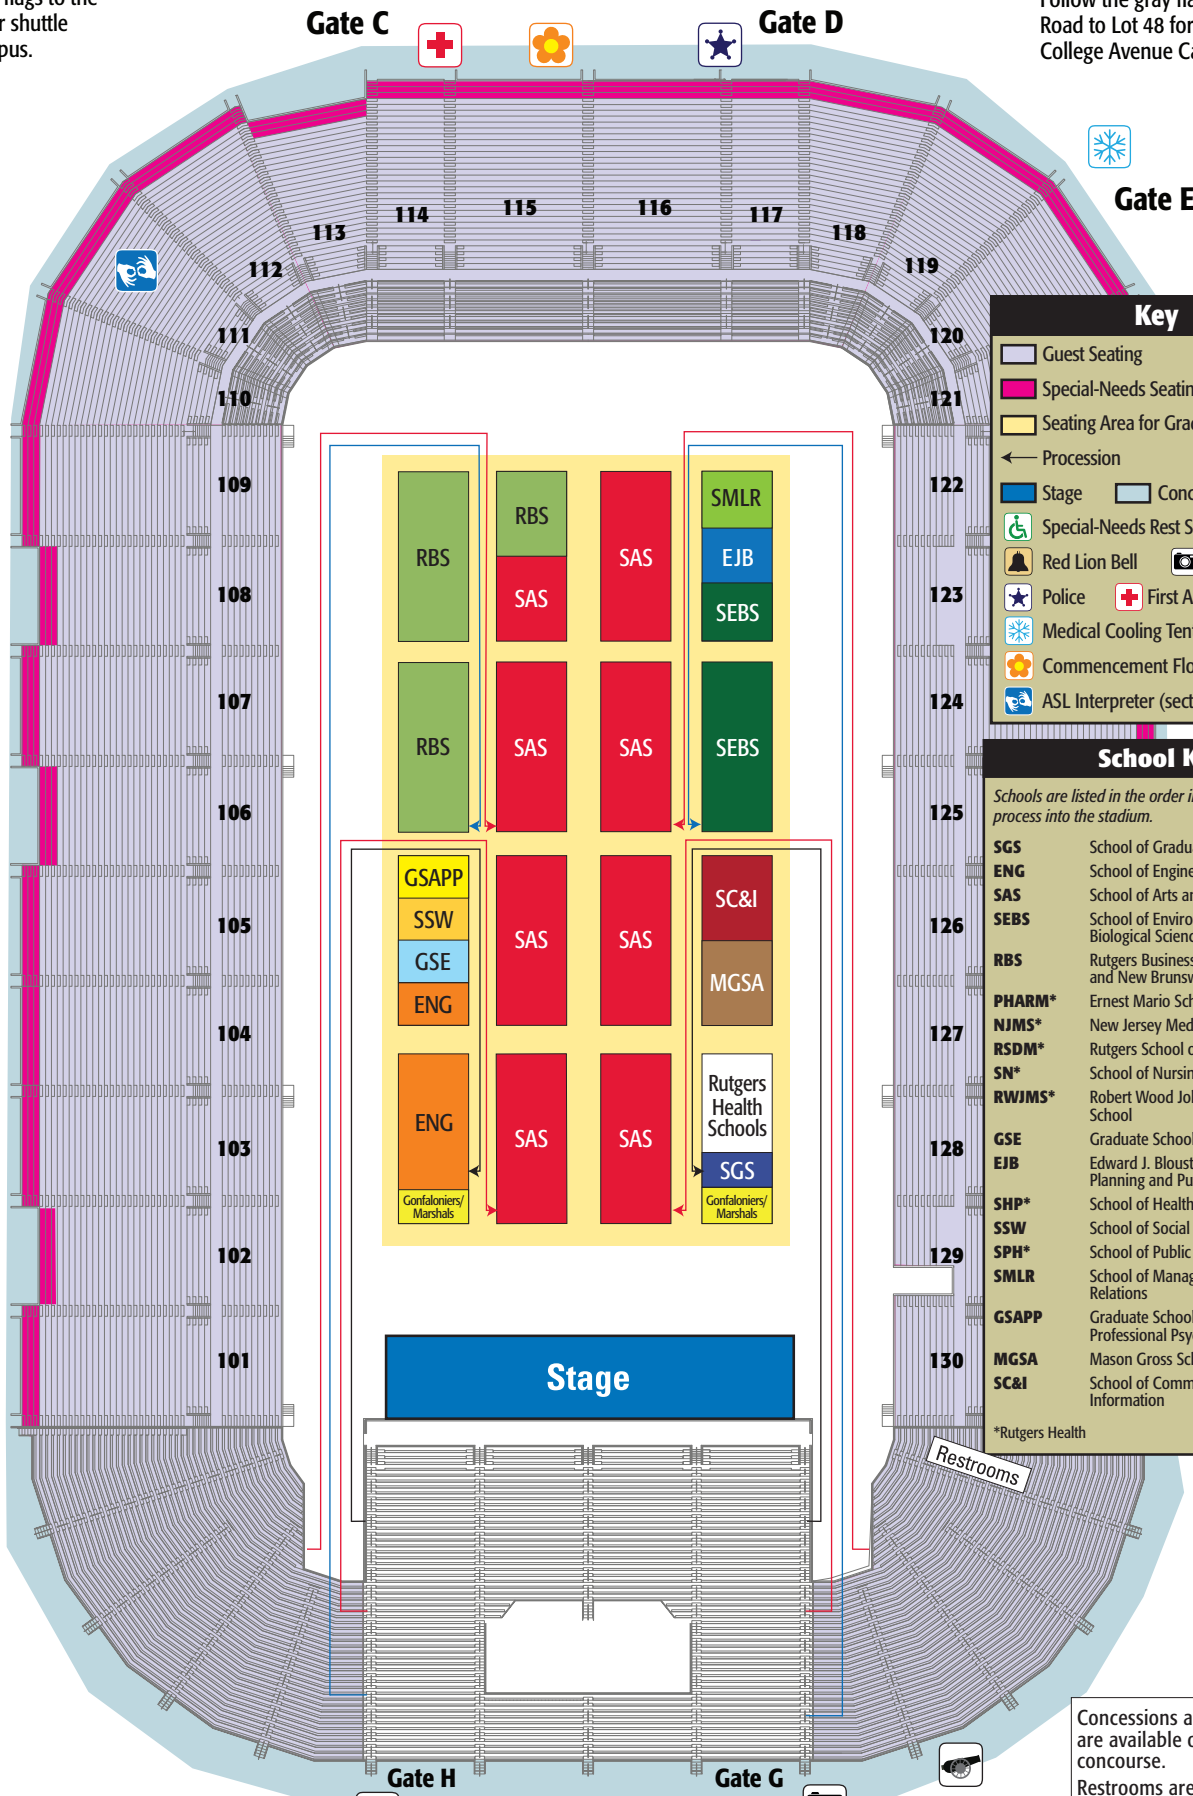 flags to the
r shuttle
pus.
Gate C
Gate D
Follow the gray
Road to Lot 48 for
College Avenue
Gate E
114
115
116
117
113
118
112
119
111
120
110
121
109
122
108
123
107
124
106
125
105
126
104
127
103
128
102
129
101
130
RBS
RBS
SAS
SAS
SMLR
EJB
SEBS
RBS
SAS
SAS
SEBS
GSAPP
SSW
GSE
ENG
SAS
SAS
SC&I
MGSA
ENG
Gonfaloniers/
Marshals
SAS
SAS
Rutgers
Health
Schools
SGS
Gonfaloniers/
Marshals
Stage
Restrooms
Gate H
Gate G
Key
Guest Seating
Special-Needs Seatin
Seating Area for Grad
Procession
Stage Conc
Special-Needs Rest S
Red Lion Bell
Police First A
Medical Cooling Ten
Commencement Flo
ASL Interpreter (sect
School K
Schools are listed in the order i
process into the stadium.
SGS School of Gradu
ENG School of Engine
SAS School of Arts an
SEBS School of Enviro
Biological Scienc
RBS Rutgers Business
and New Brunsw
PHARM* Ernest Mario Sch
NJMS* New Jersey Med
RSDM* Rutgers School o
SN* School of Nursin
RWJMS* Robert Wood Jo
School
GSE Graduate School
EJB Edward J. Bloust
Planning and Pu
SHP* School of Health
SSW School of Social
SPH* School of Public
SMLR School of Manag
Relations
GSAPP Graduate School
Professional Psy
MGSA Mason Gross Sch
SC&I School of Comm
Information
*Rutgers Health
Concessions a
are available o
concourse.
Restrooms are